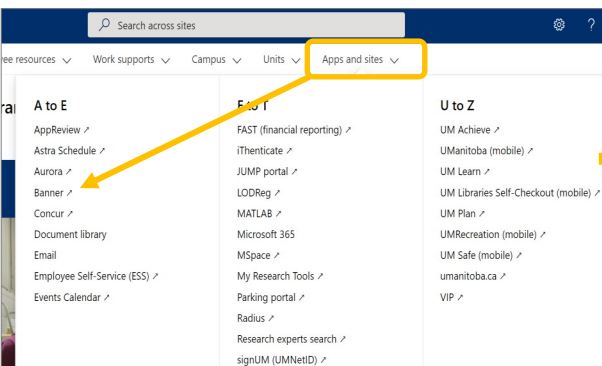 Search across sites
?
ee resources Work supports Campus Units Apps and sites
A to E
AppReview ↗
Astra Schedule ↗
Aurora ↗
Banner ↗
Concur ↗
Document library
Email
Employee Self-Service (ESS) ↗
Events Calendar ↗
F to T
FAST (financial reporting) ↗
iThenticate ↗
JUMP portal ↗
LODReg ↗
MATLAB ↗
Microsoft 365
MSpace ↗
My Research Tools ↗
Parking portal ↗
Radius ↗
Research experts search ↗
signUM (UMNetID) ↗
U to Z
UM Achieve ↗
UManitoba (mobile) ↗
UM Learn ↗
UM Libraries Self-Checkout (mobile) ↗
UM Plan ↗
UMRecreation (mobile) ↗
UM Safe (mobile) ↗
umanitoba.ca ↗
VIP ↗